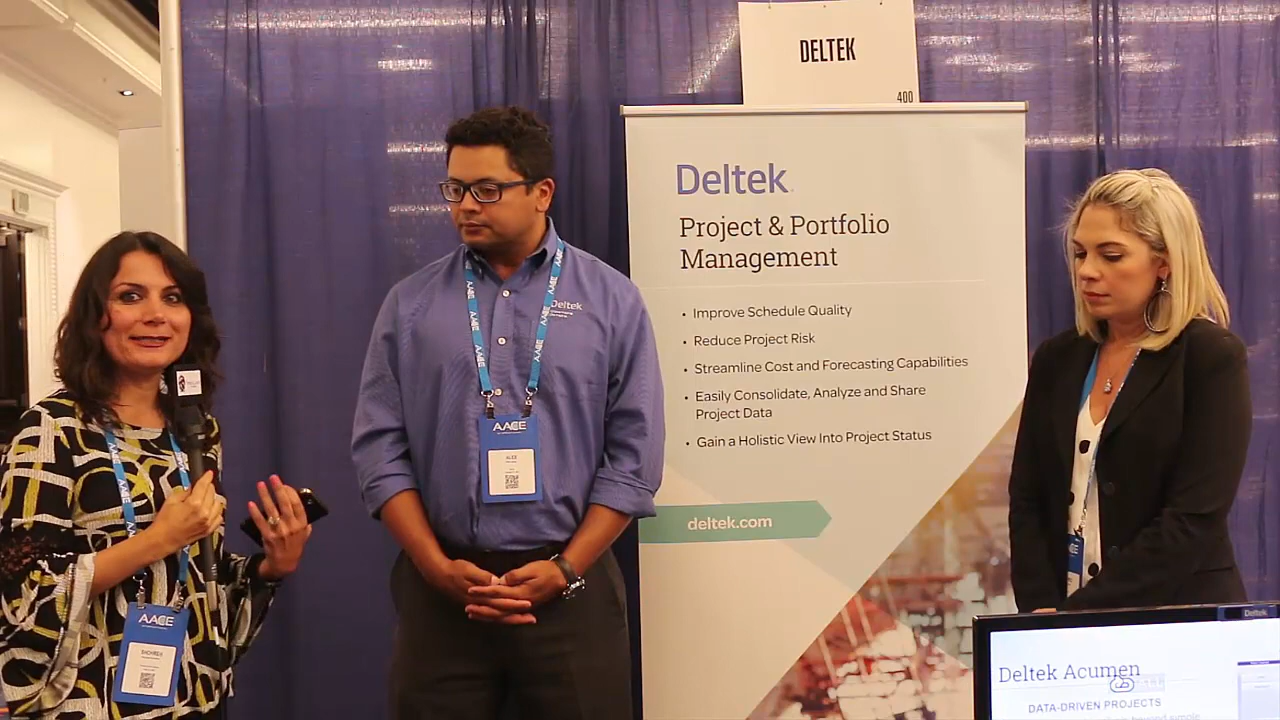 DELTEK
400
Deltek
Project & Portfolio
Management
• Improve Schedule Quality
• Reduce Project Risk
• Streamline Cost and Forecasting Capabilities
• Easily Consolidate, Analyze and Share
Project Data
• Gain a Holistic View Into Project Status
deltek.com
Deltek
AACE
AACE
Deltek
Deltek Acumen
DATA-DRIVEN PROJECTS